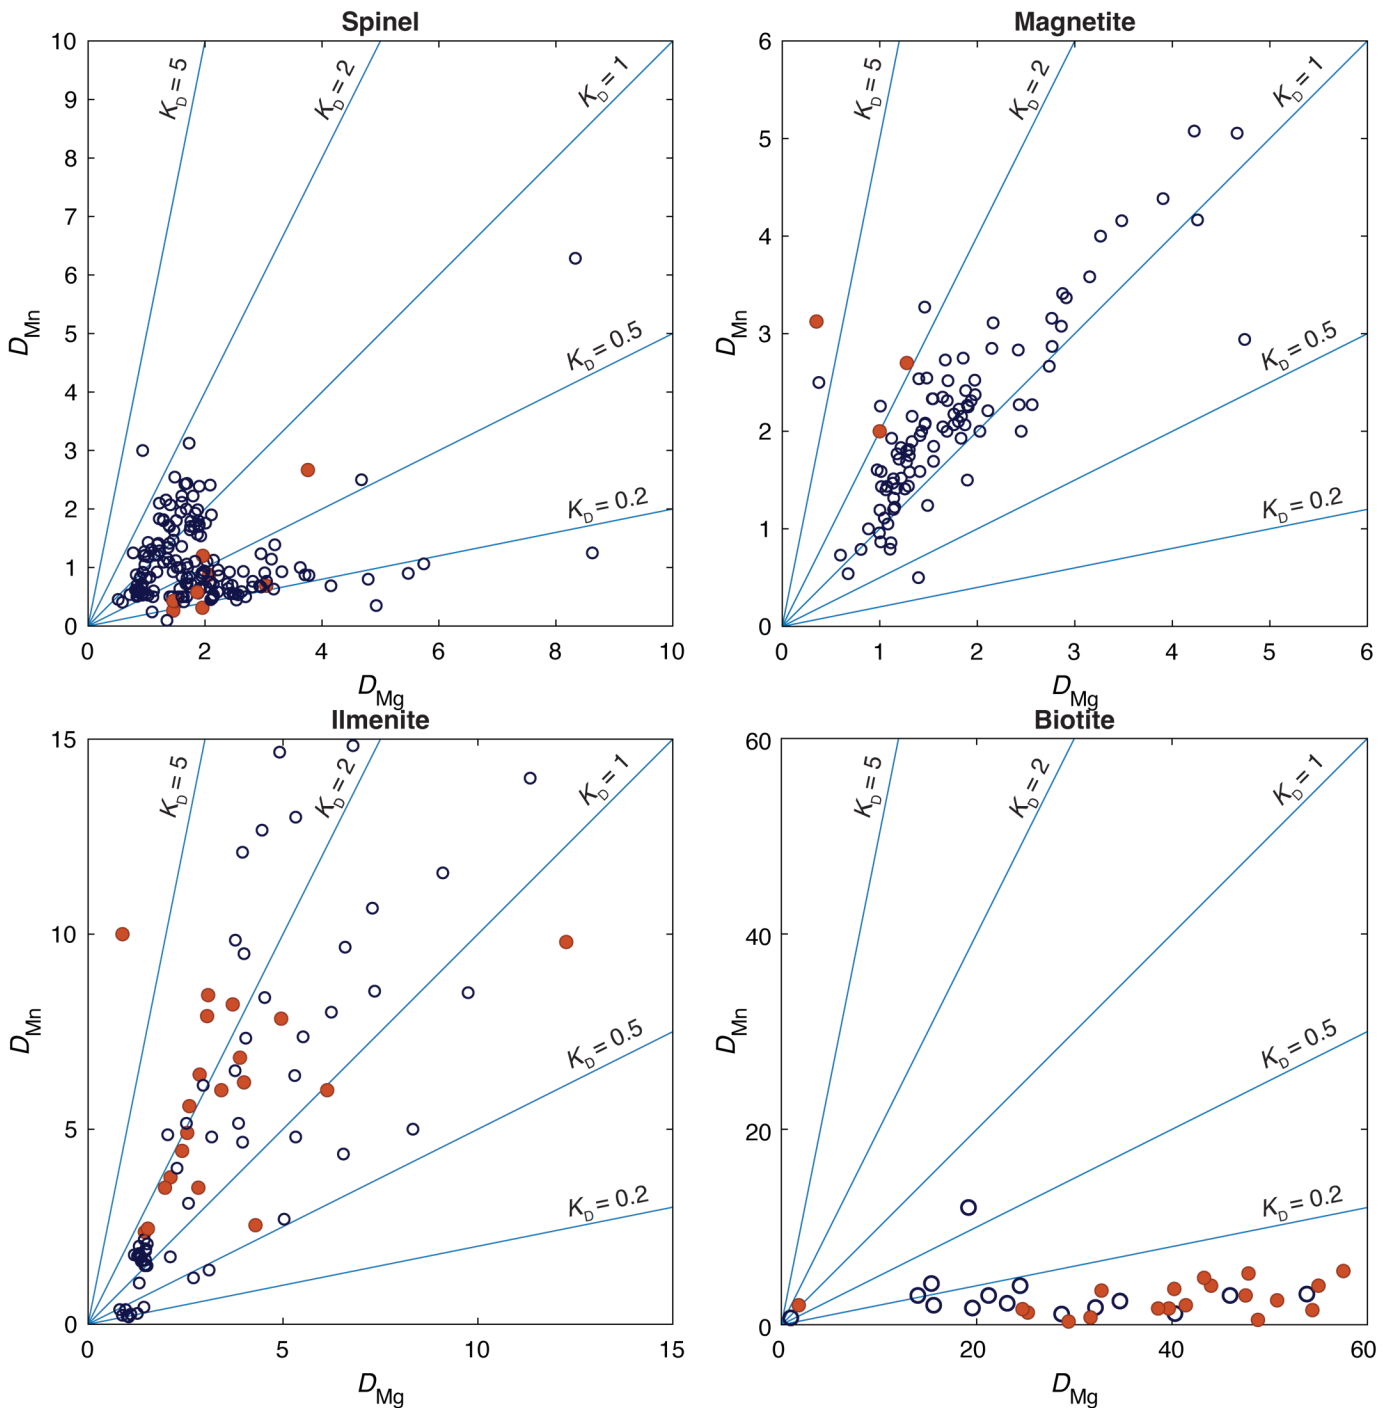 Spinel
10
9
8
7
6
5
4
3
2
1
0
D_Mn
K_D = 5
K_D = 2
K_D = 1
K_D = 0.5
K_D = 0.2
0 2 4 6 8 10
D_Mg
Magnetite
6
5
4
3
2
1
0
D_Mn
K_D = 5
K_D = 2
K_D = 1
K_D = 0.5
K_D = 0.2
0 1 2 3 4 5 6
D_Mg
Ilmenite
15
10
5
0
D_Mn
K_D = 5
K_D = 2
K_D = 1
K_D = 0.5
K_D = 0.2
0 5 10 15
D_Mg
Biotite
60
40
20
0
D_Mn
K_D = 5
K_D = 2
K_D = 1
K_D = 0.5
K_D = 0.2
0 20 40 60
D_Mg